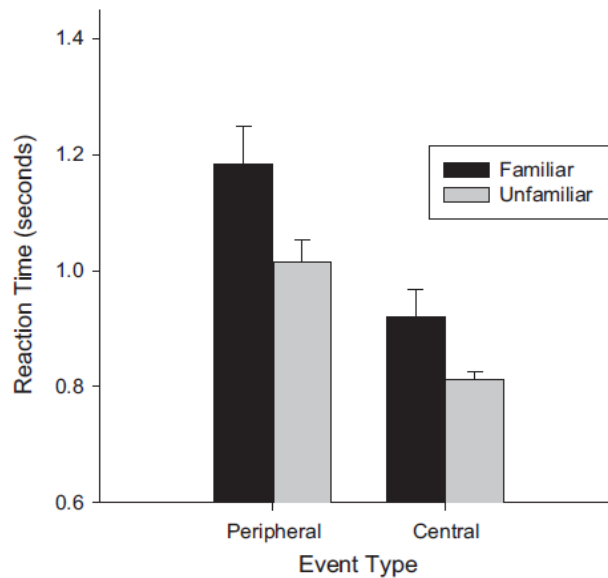 Reaction Time (seconds)
1.4
1.2
1.0
0.8
0.6
Familiar
Unfamiliar
Peripheral
Central
Event Type